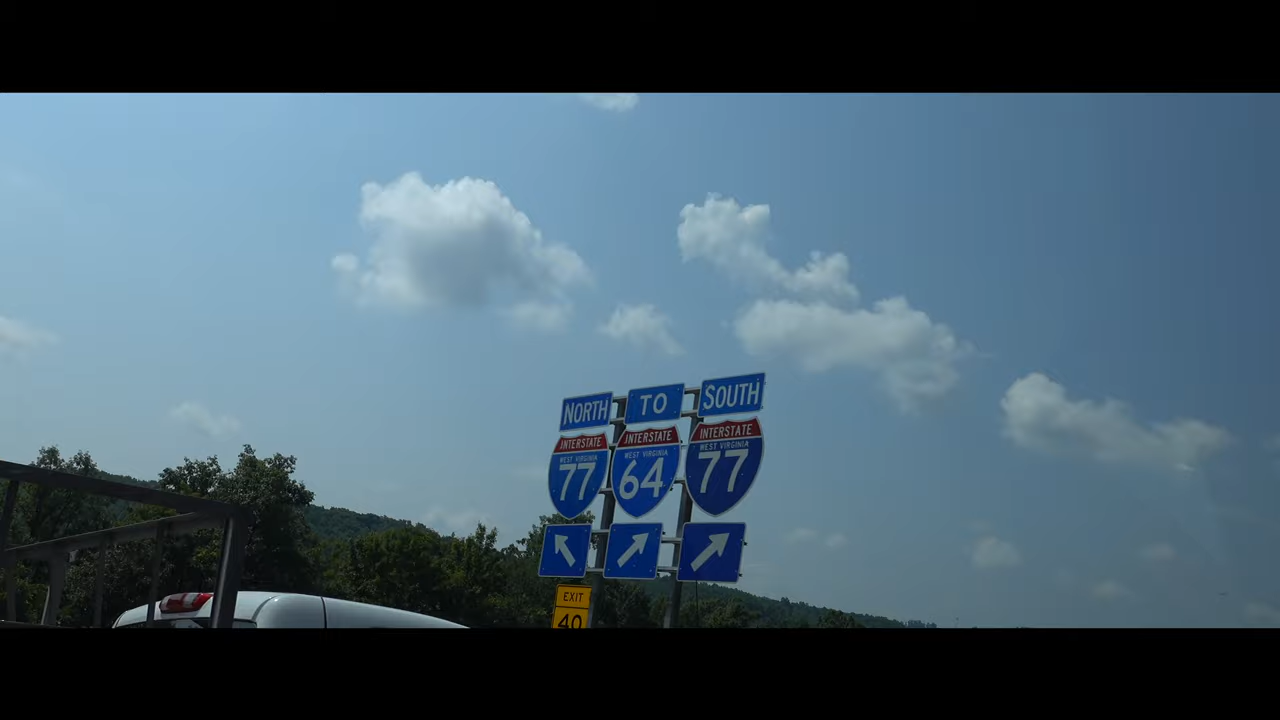 NORTH
TO
SOUTH
INTERSTATE
WEST VIRGINIA
77
INTERSTATE
WEST VIRGINIA
64
INTERSTATE
WEST VIRGINIA
77
EXIT
40